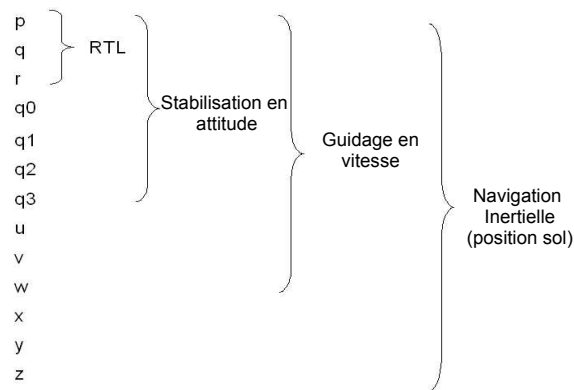 p
q
r
RTL
q0
q1
q2
q3
Stabilisation en
attitude
u
v
w
Guidage en
vitesse
x
y
z
Navigation
Inertielle
(position sol)